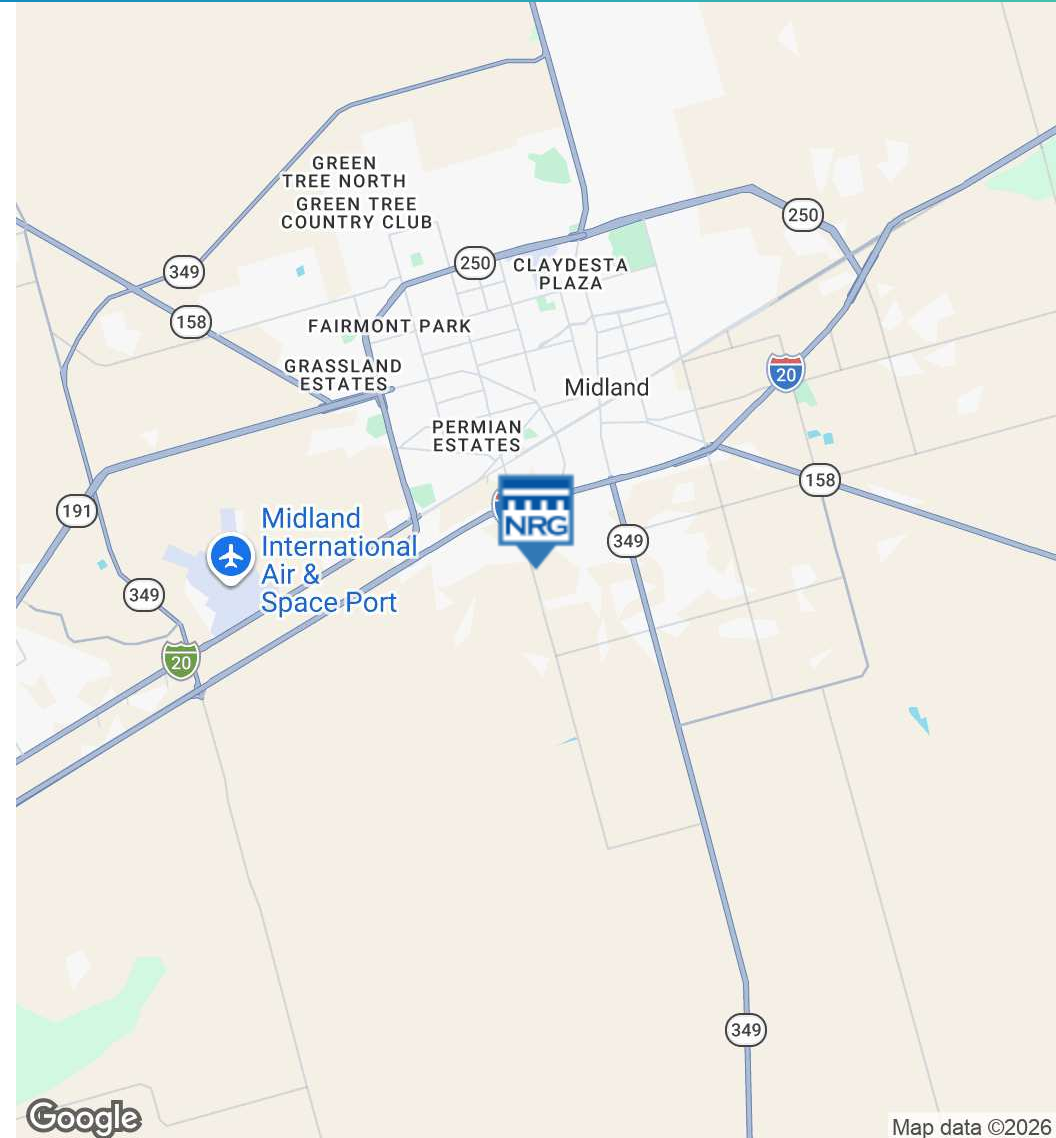 GREEN
TREE NORTH
GREEN TREE
COUNTRY CLUB
250
349
250
CLAYDESTA
PLAZA
158
FAIRMONT PARK
GRASSLAND
ESTATES
20
Midland
PERMIAN
ESTATES
158
191
NRG
Midland
International
Air &
Space Port
349
349
20
349
Google
Map data ©2026